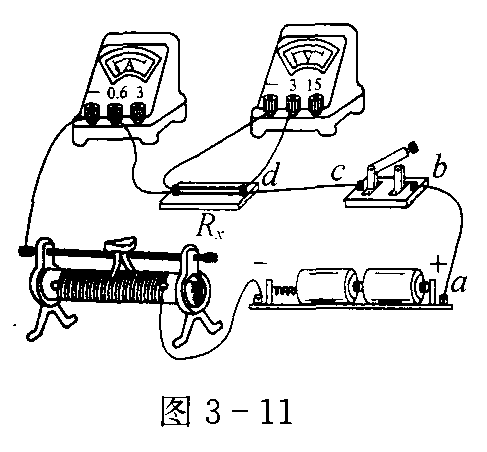 A V
− 0.6 3 − 3 15
d c b
Rₓ
− + a
图 3-11